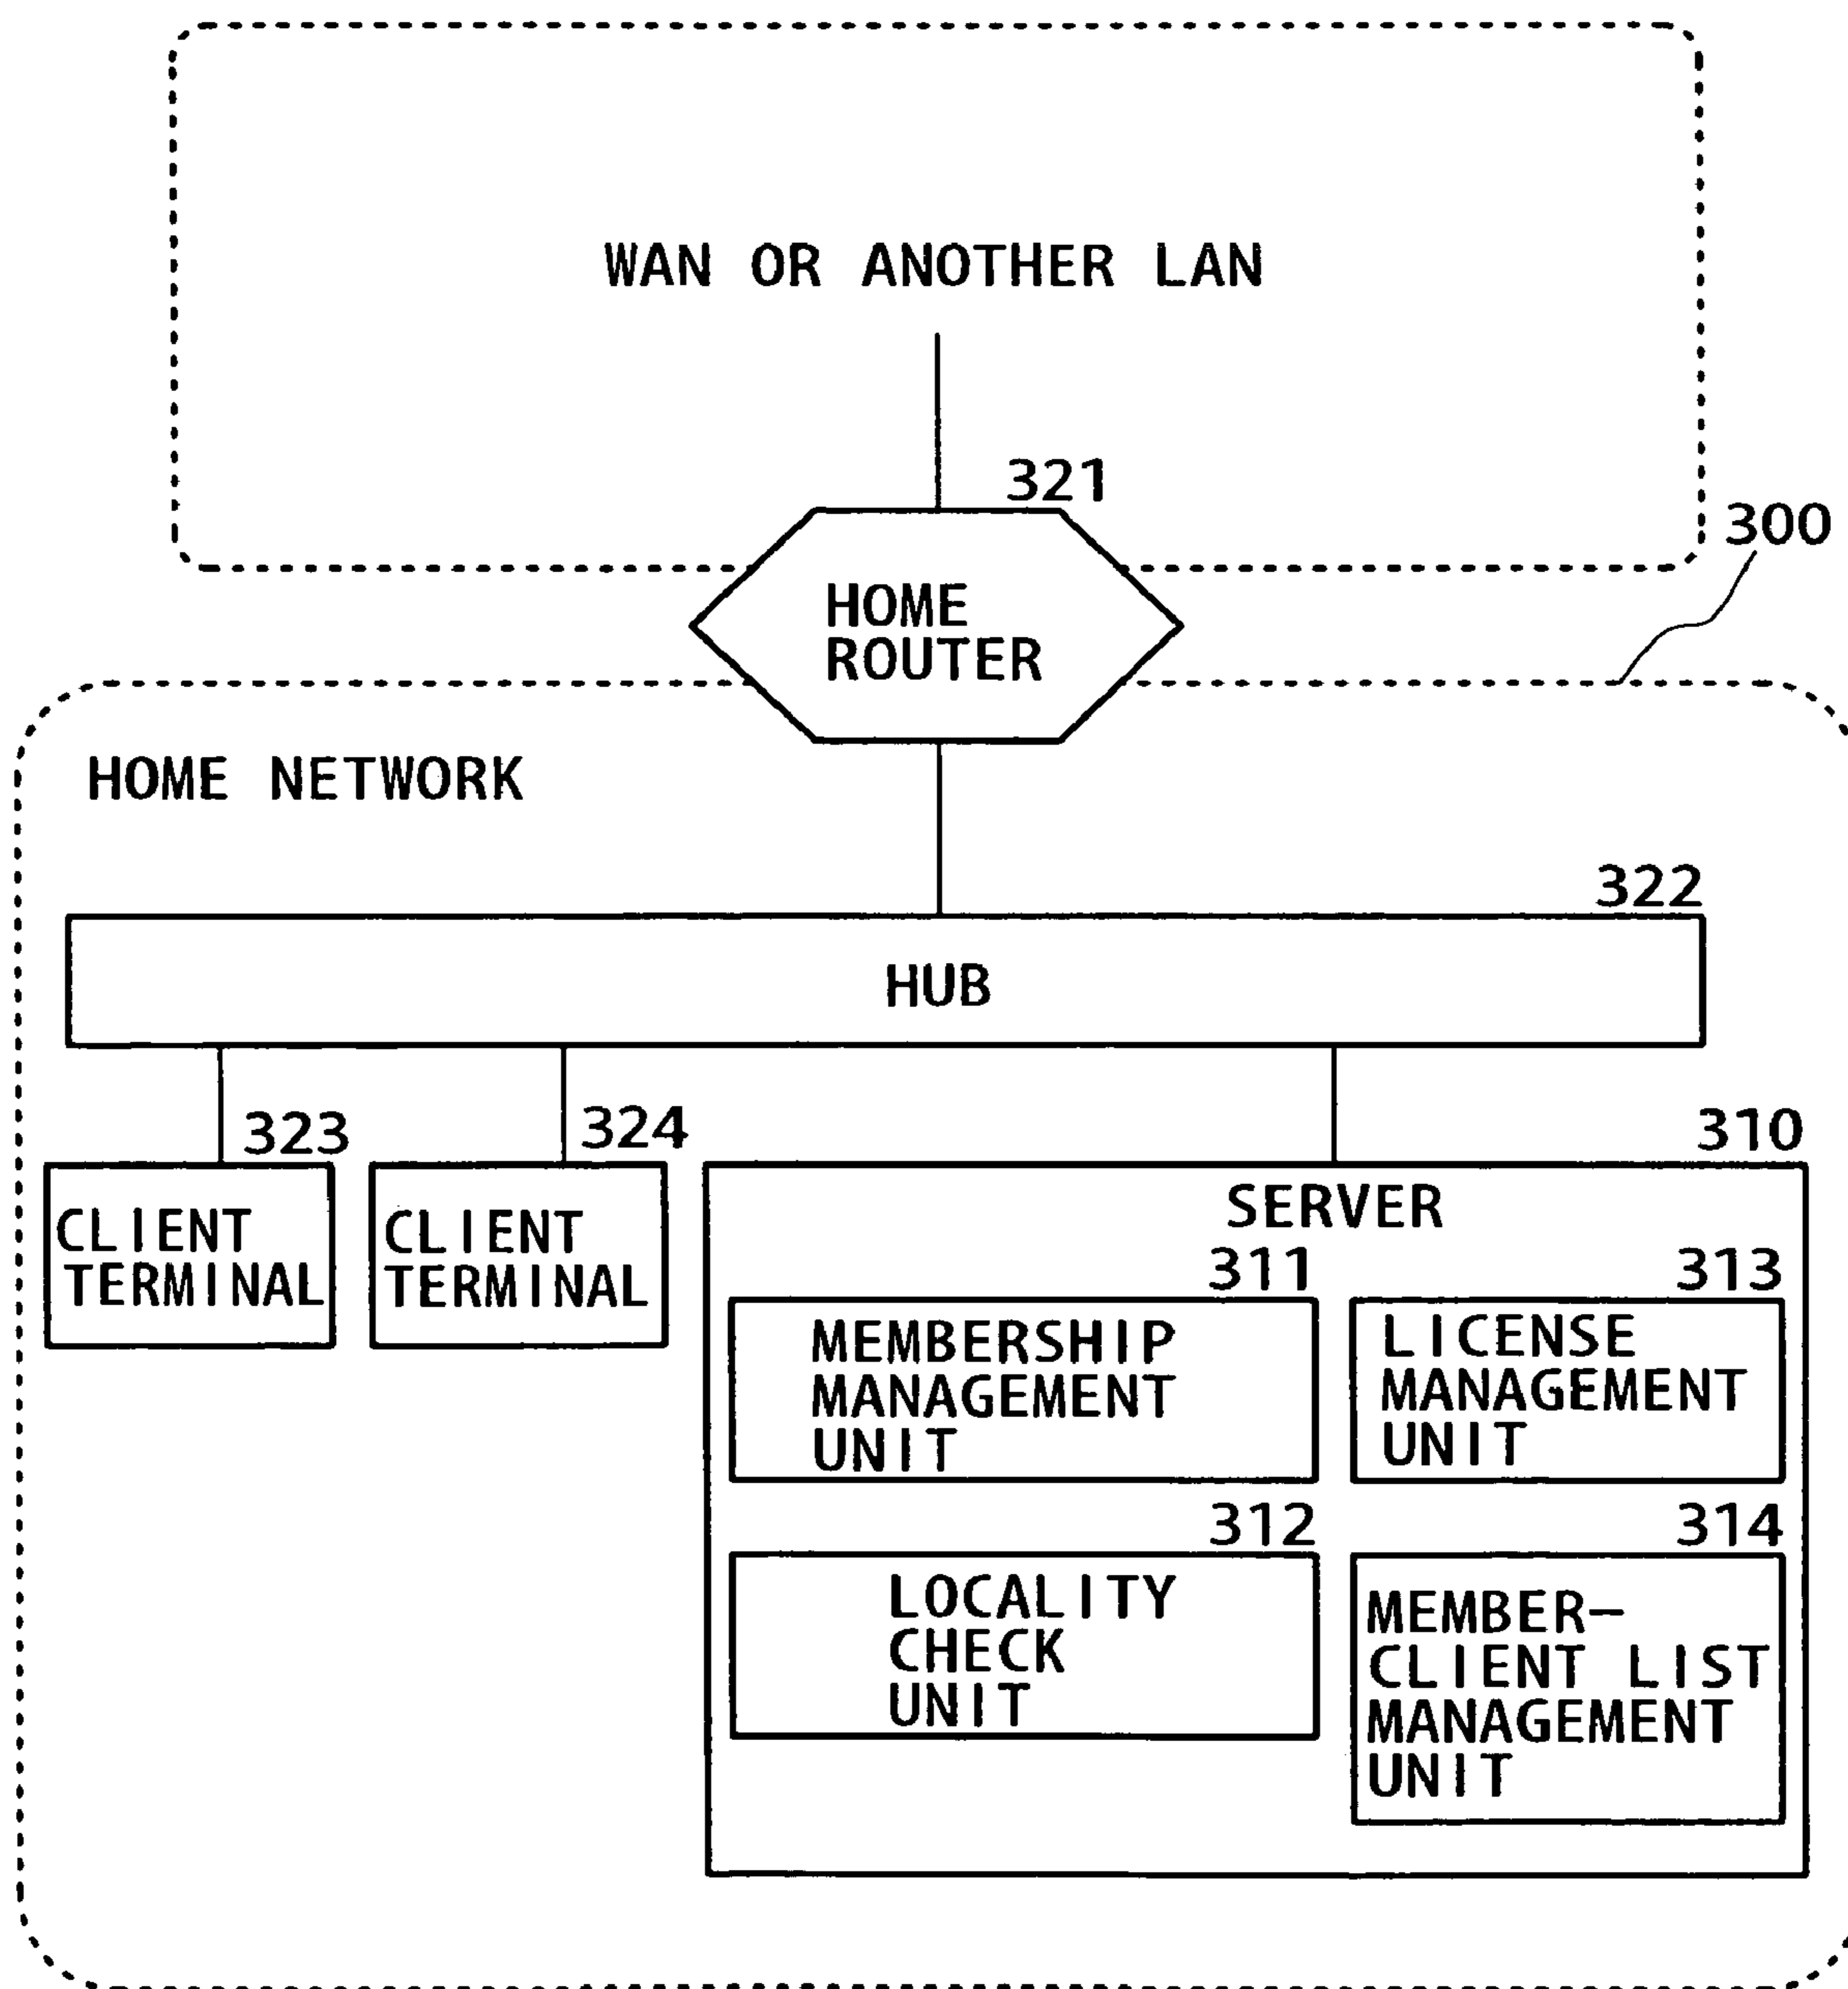 WAN OR ANOTHER LAN
321
300
HOME
ROUTER
HOME NETWORK
322
HUB
323
324
310
CLIENT
TERMINAL
CLIENT
TERMINAL
SERVER
311
313
MEMBERSHIP
MANAGEMENT
UNIT
LICENSE
MANAGEMENT
UNIT
312
314
LOCALITY
CHECK
UNIT
MEMBER-
CLIENT LIST
MANAGEMENT
UNIT